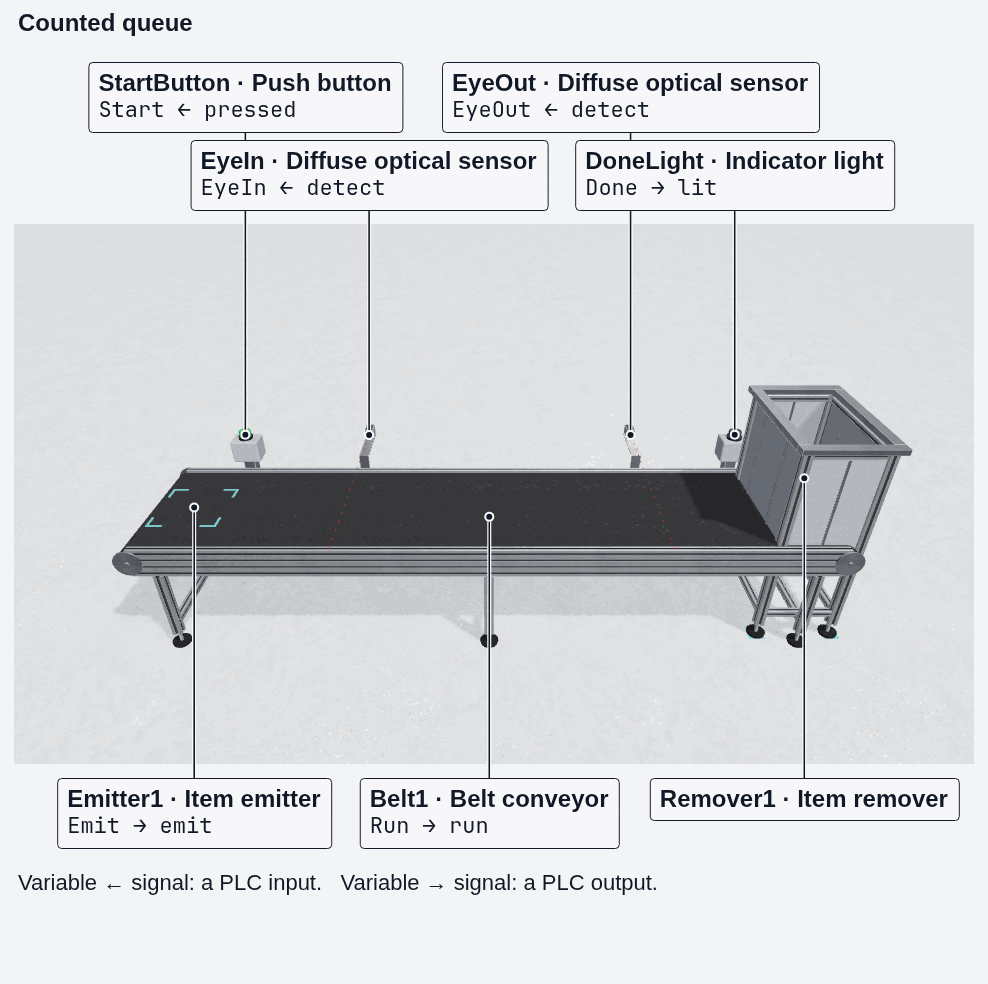 Counted queue
StartButton · Push button
Start ← pressed
EyeOut · Diffuse optical sensor
EyeOut ← detect
EyeIn · Diffuse optical sensor
EyeIn ← detect
DoneLight · Indicator light
Done → lit
Emitter1 · Item emitter
Emit → emit
Belt1 · Belt conveyor
Run → run
Remover1 · Item remover
Variable ← signal: a PLC input. Variable → signal: a PLC output.